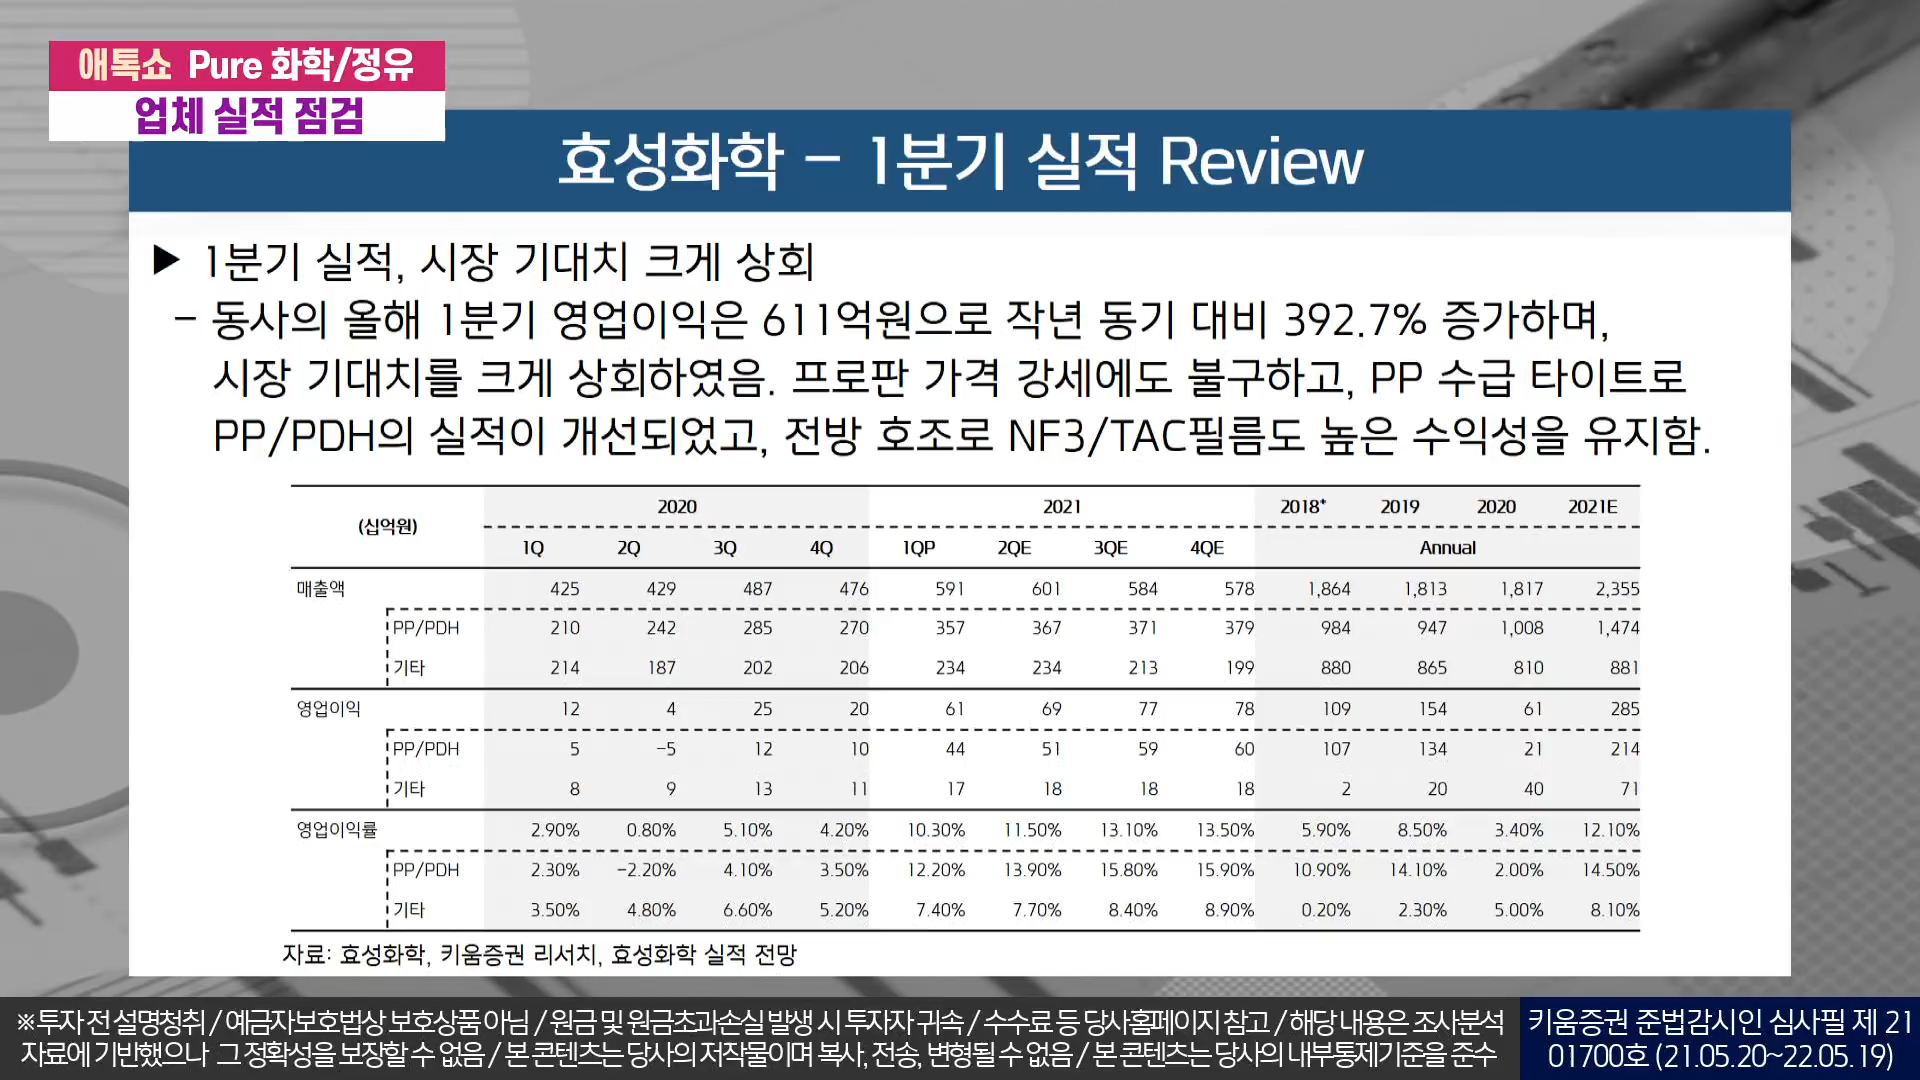 애톡쇼 Pure 화학/정유
업체 실적 점검
효성화학 – 1분기 실적 Review
▶ 1분기 실적, 시장 기대치 크게 상회
– 동사의 올해 1분기 영업이익은 611억원으로 작년 동기 대비 392.7% 증가하며,
시장 기대치를 크게 상회하였음. 프로판 가격 강세에도 불구하고, PP 수급 타이트로
PP/PDH의 실적이 개선되었고, 전방 호조로 NF3/TAC필름도 높은 수익성을 유지함.
(십억원) 2020 2021 2018* 2019 2020 2021E
1Q 2Q 3Q 4Q 1QP 2QE 3QE 4QE Annual
매출액 425 429 487 476 591 601 584 578 1,864 1,813 1,817 2,355
PP/PDH 210 242 285 270 357 367 371 379 984 947 1,008 1,474
기타 214 187 202 206 234 234 213 199 880 865 810 881
영업이익 12 4 25 20 61 69 77 78 109 154 61 285
PP/PDH 5 −5 12 10 44 51 59 60 107 134 21 214
기타 8 9 13 11 17 18 18 18 2 20 40 71
영업이익률 2.90% 0.80% 5.10% 4.20% 10.30% 11.50% 13.10% 13.50% 5.90% 8.50% 3.40% 12.10%
PP/PDH 2.30% −2.20% 4.10% 3.50% 12.20% 13.90% 15.80% 15.90% 10.90% 14.10% 2.00% 14.50%
기타 3.50% 4.80% 6.60% 5.20% 7.40% 7.70% 8.40% 8.90% 0.20% 2.30% 5.00% 8.10%
자료: 효성화학, 키움증권 리서치, 효성화학 실적 전망
※투자 전 설명청취 / 예금자보호법상 보호상품 아님 / 원금 및 원금초과손실 발생 시 투자자 귀속 / 수수료 등 당사홈페이지 참고 / 해당 내용은 조사분석
자료에 기반했으나 그 정확성을 보장할 수 없음 / 본 콘텐츠는 당사의 저작물이며 복사, 전송, 변형될 수 없음 / 본 콘텐츠는 당사의 내부통제기준을 준수
키움증권 준법감시인 심사필 제 21
01700호 (21.05.20~22.05.19)